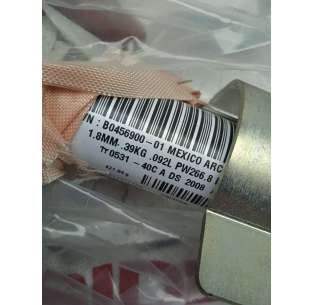 /N : B0456900-01 MEXICO ARC
1.8MM. .39KG .092L PW266.8
TY0531 -40C A DS 2008